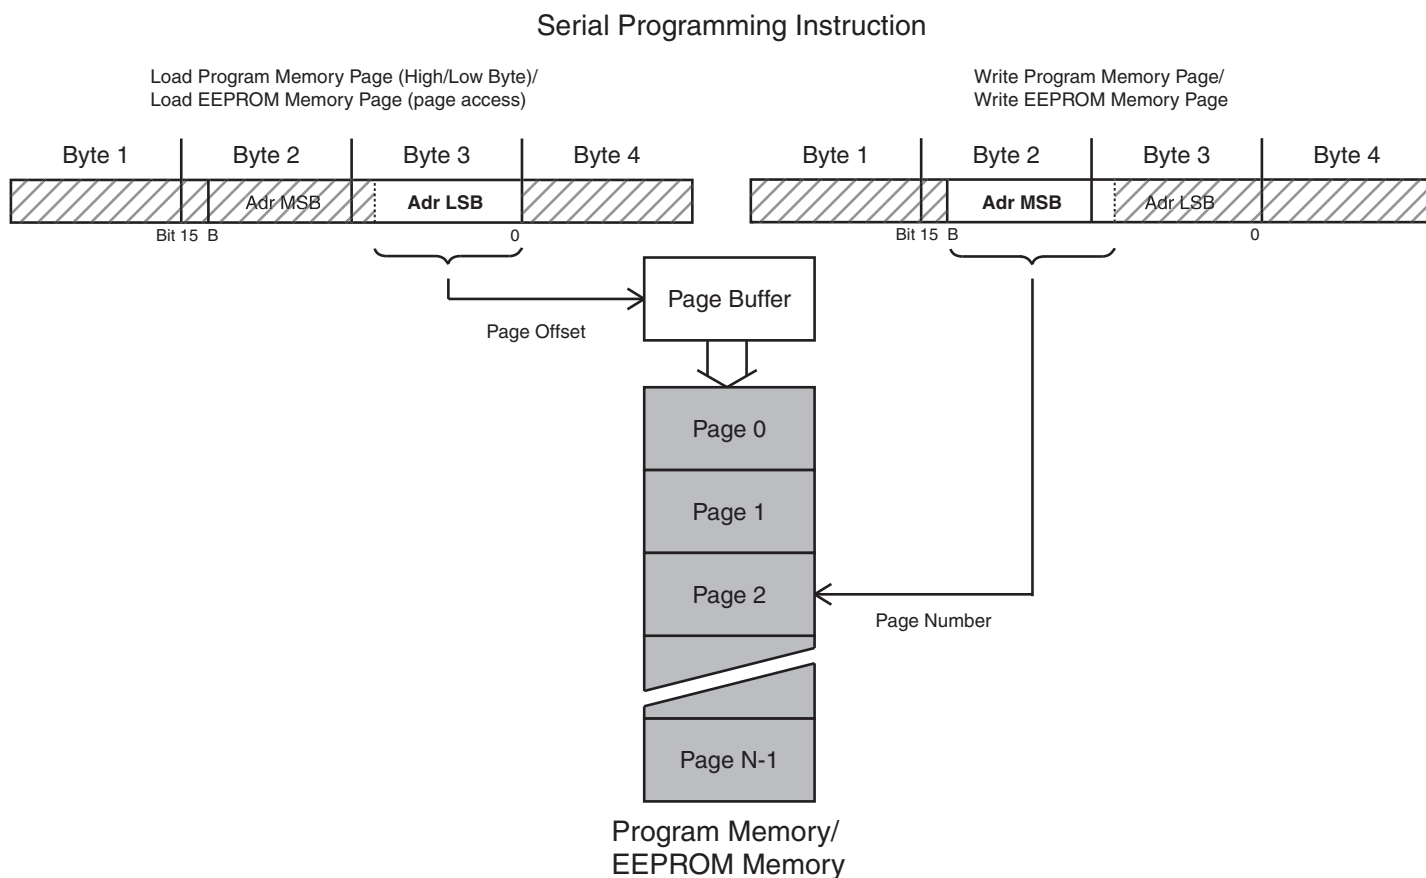 Serial Programming Instruction
Load Program Memory Page (High/Low Byte)/
Load EEPROM Memory Page (page access)
Write Program Memory Page/
Write EEPROM Memory Page
Byte 1 Byte 2 Byte 3 Byte 4
Byte 1 Byte 2 Byte 3 Byte 4
Adr MSB Adr LSB
Adr MSB Adr LSB
Bit 15 B 0
Bit 15 B 0
Page Buffer
Page Offset
Page 0
Page 1
Page 2
Page Number
Page N-1
Program Memory/
EEPROM Memory